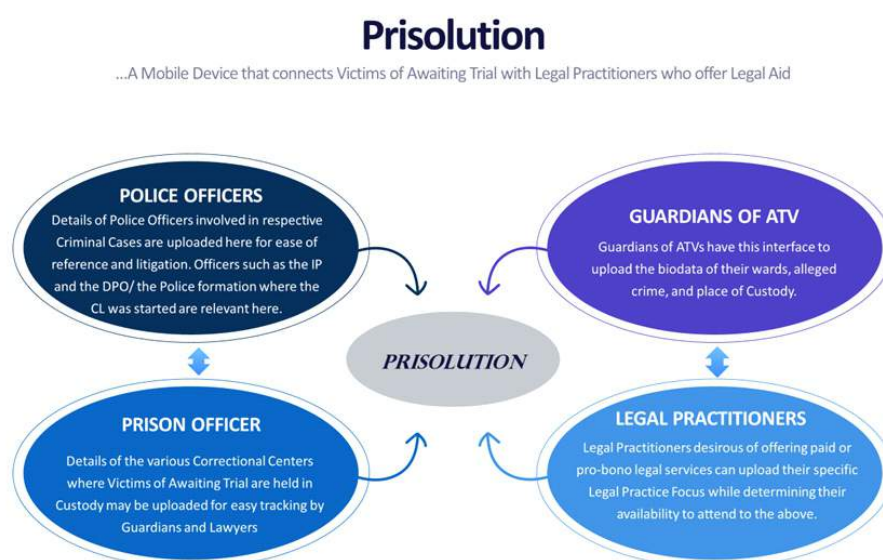 Prisolution
...A Mobile Device that connects Victims of Awaiting Trial with Legal Practitioners who offer Legal Aid
POLICE OFFICERS
Details of Police Officers involved in respective
Criminal Cases are uploaded here for ease of
reference and litigation. Officers such as the IP
and the DPO/ the Police formation where the
CL was started are relevant here.
GUARDIANS OF ATV
Guardians of ATVs have this interface to
upload the biodata of their wards, alleged
crime, and place of Custody.
PRISOLUTION
PRISON OFFICER
Details of the various Correctional Centers
where Victims of Awaiting Trial are held in
Custody may be uploaded for easy tracking by
Guardians and Lawyers
LEGAL PRACTITIONERS
Legal Practitioners desirous of offering paid or
pro-bono legal services can upload their specific
Legal Practice Focus while determining their
availability to attend to the above.